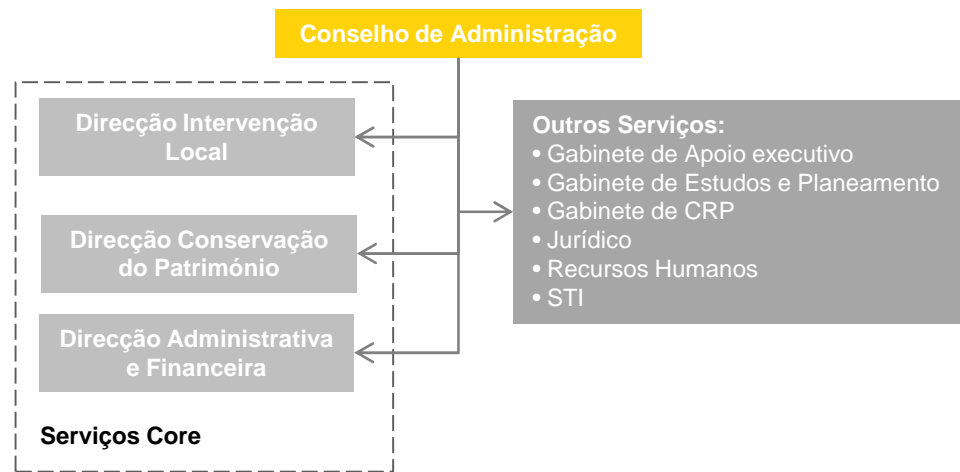 Conselho de Administração
Direcção Intervenção
Local
Direcção Conservação
do Património
Direcção Administrativa
e Financeira
Serviços Core
Outros Serviços:
• Gabinete de Apoio executivo
• Gabinete de Estudos e Planeamento
• Gabinete de CRP
• Jurídico
• Recursos Humanos
• STI